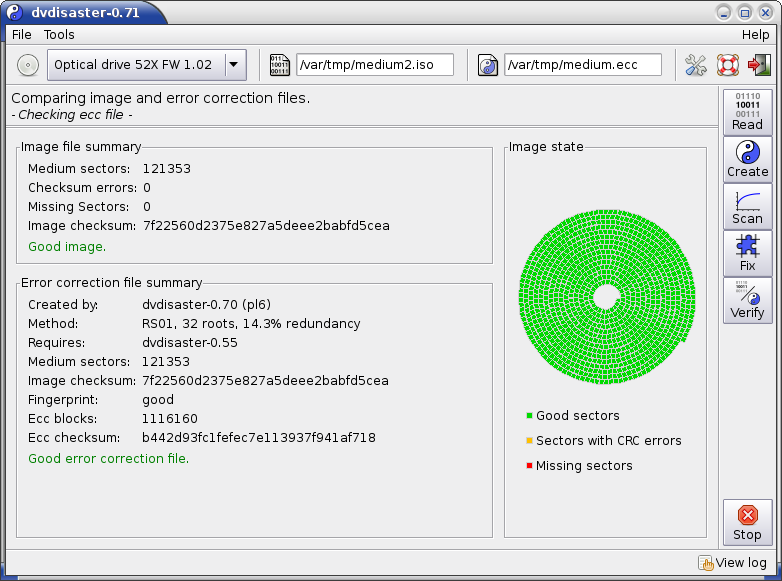 dvdisaster-0.71
File Tools Help
Optical drive 52X FW 1.02 /var/tmp/medium2.iso /var/tmp/medium.ecc
Comparing image and error correction files.
- Checking ecc file -
Image file summary
Medium sectors: 121353
Checksum errors: 0
Missing Sectors: 0
Image checksum: 7f22560d2375e827a5deee2babfd5cea
Good image.
Error correction file summary
Created by: dvdisaster-0.70 (pl6)
Method: RS01, 32 roots, 14.3% redundancy
Requires: dvdisaster-0.55
Medium sectors: 121353
Image checksum: 7f22560d2375e827a5deee2babfd5cea
Fingerprint: good
Ecc blocks: 1116160
Ecc checksum: b442d93fc1fefec7e113937f941af718
Good error correction file.
Image state
Good sectors
Sectors with CRC errors
Missing sectors
01110
10011
00111
Read
Create
Scan
Fix
Verify
Stop
View log